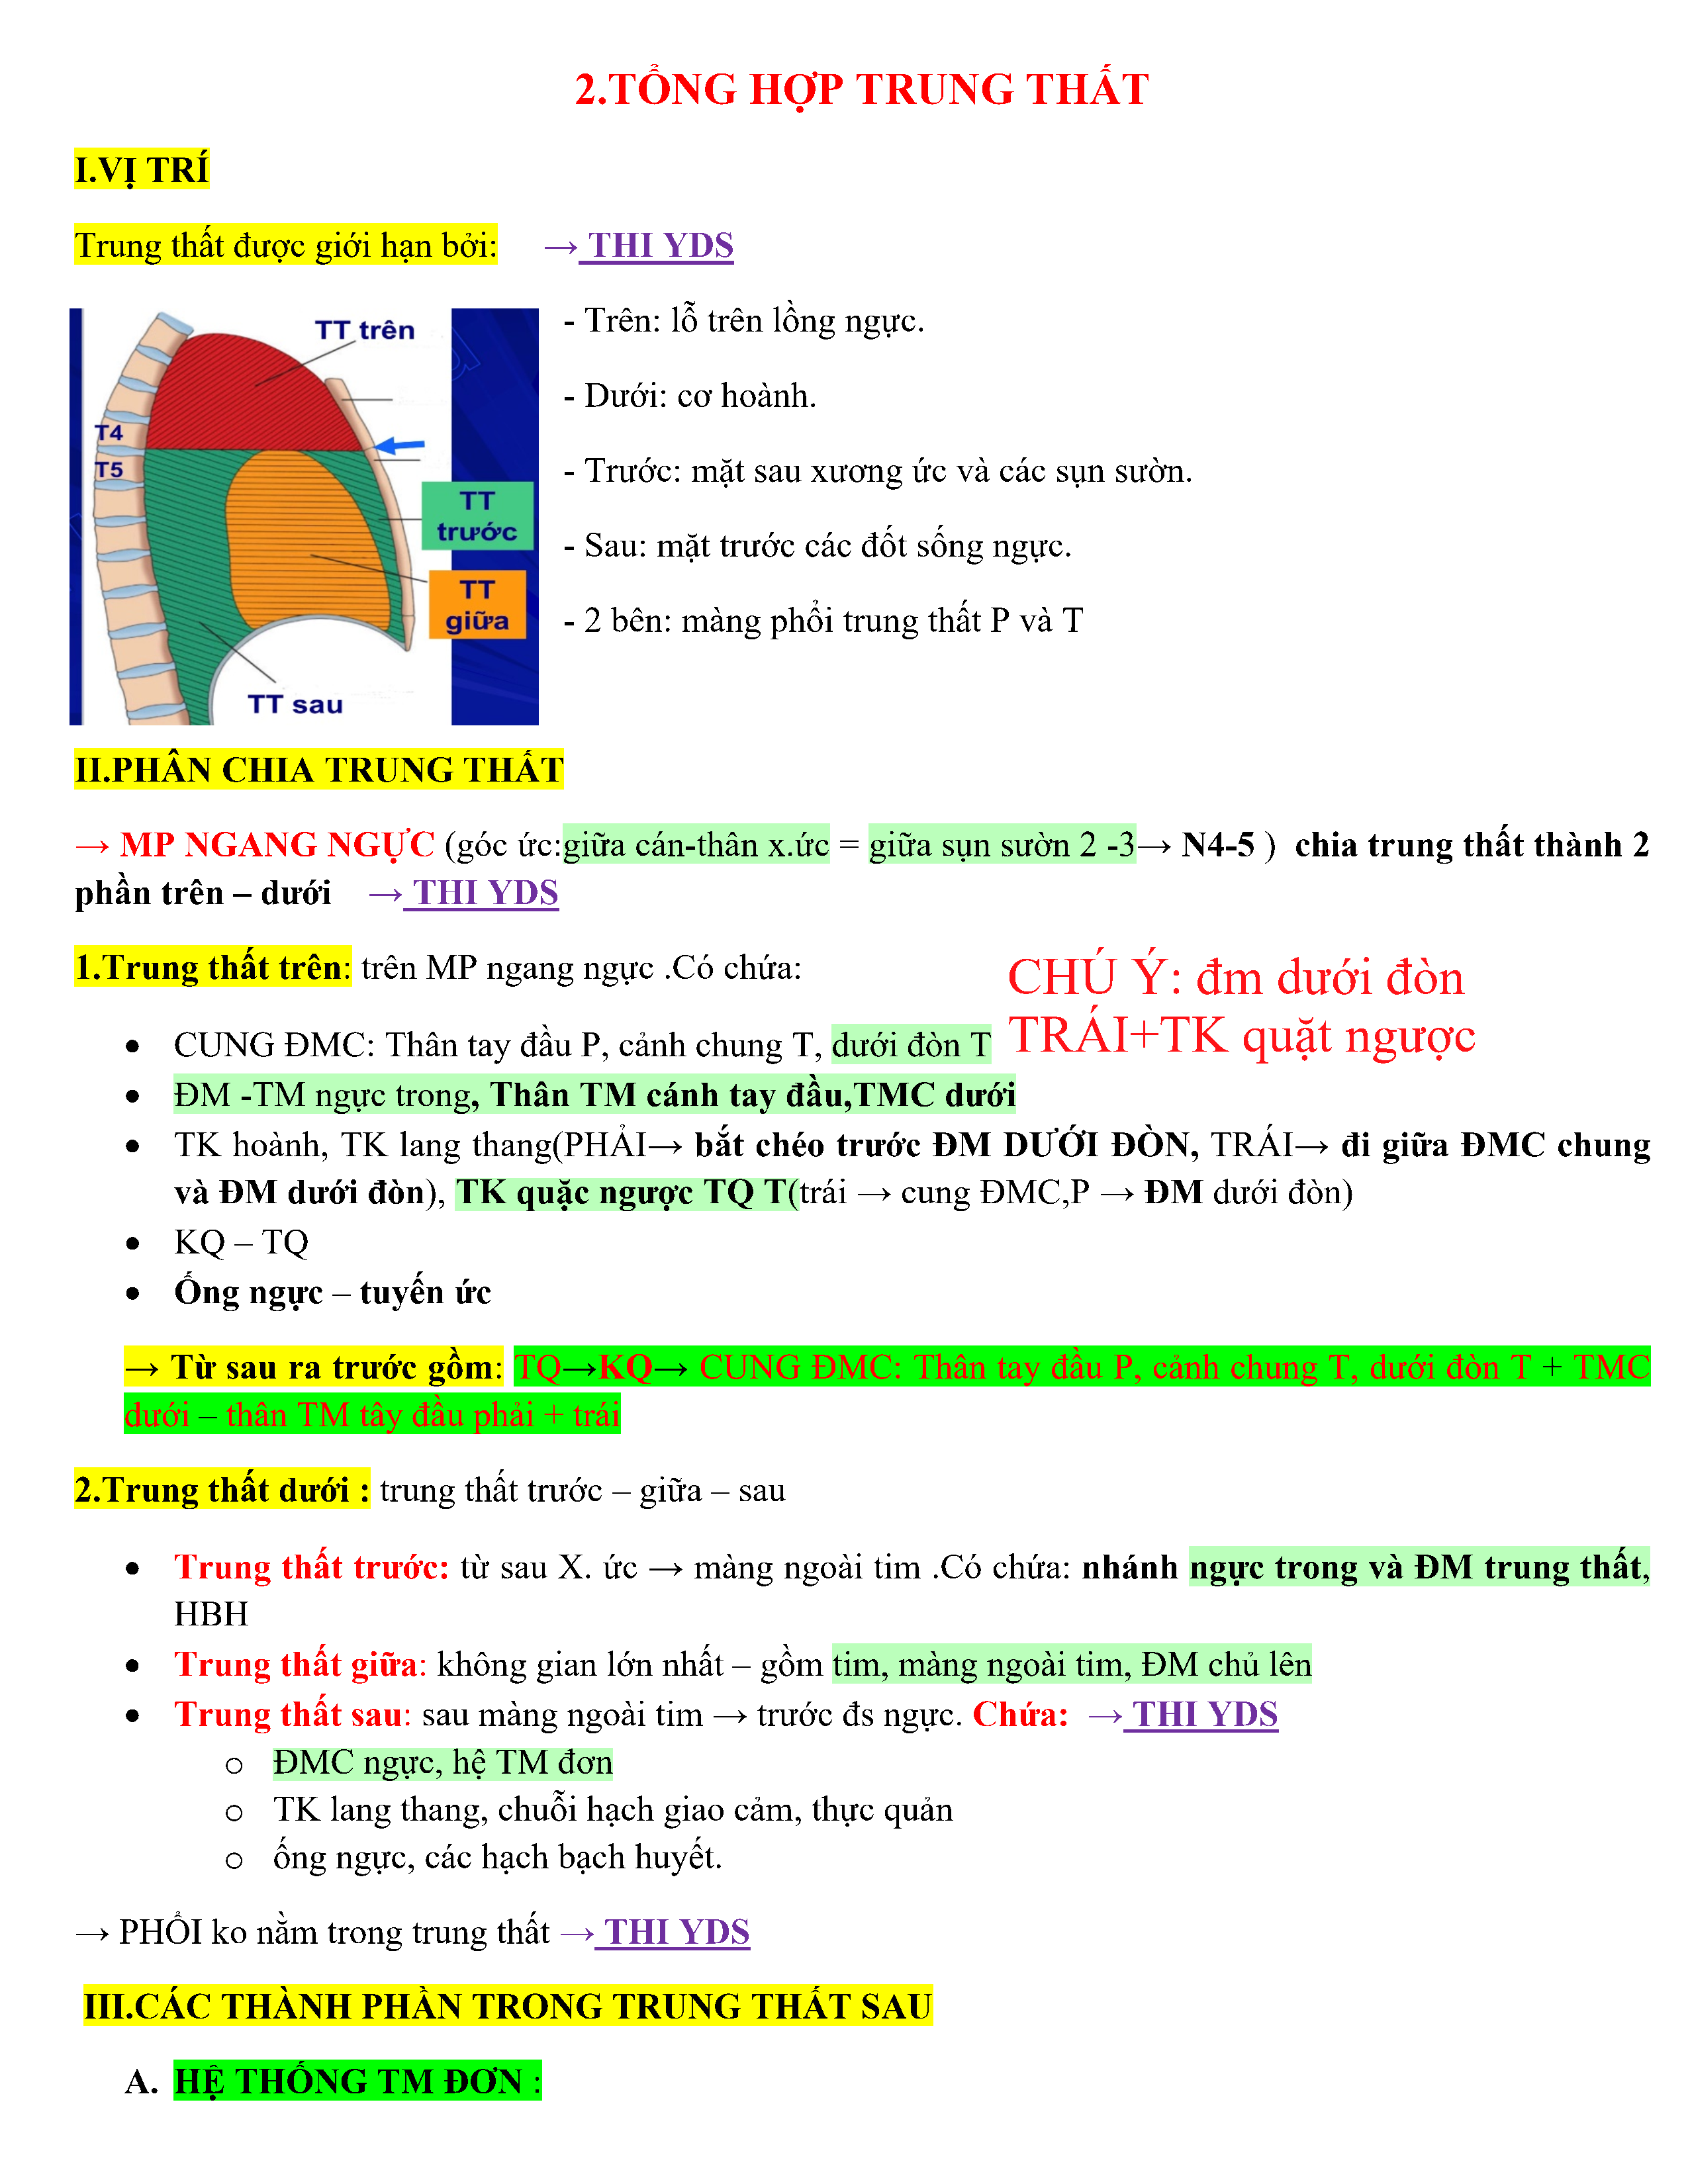 2.TỔNG HỢP TRUNG THẤT
I.VỊ TRÍ
Trung thất được giới hạn bởi: → THI YDS
TT trên
T4
T5
TT
trước
TT
giữa
TT sau
- Trên: lỗ trên lồng ngực.
- Dưới: cơ hoành.
- Trước: mặt sau xương ức và các sụn sườn.
- Sau: mặt trước các đốt sống ngực.
- 2 bên: màng phổi trung thất P và T
II.PHÂN CHIA TRUNG THẤT
→ MP NGANG NGỰC (góc ức:giữa cán-thân x.ức = giữa sụn sườn 2 -3→ N4-5 ) chia trung thất thành 2
phần trên – dưới → THI YDS
1.Trung thất trên: trên MP ngang ngực .Có chứa:
CHÚ Ý: đm dưới đòn
TRÁI+TK quặt ngược
• CUNG ĐMC: Thân tay đầu P, cảnh chung T, dưới đòn T
• ĐM -TM ngực trong, Thân TM cánh tay đầu,TMC dưới
• TK hoành, TK lang thang(PHẢI→ bắt chéo trước ĐM DƯỚI ĐÒN, TRÁI→ đi giữa ĐMC chung
và ĐM dưới đòn), TK quặc ngược TQ T(trái → cung ĐMC,P → ĐM dưới đòn)
• KQ – TQ
• Ống ngực – tuyến ức
→ Từ sau ra trước gồm: TQ→KQ→ CUNG ĐMC: Thân tay đầu P, cảnh chung T, dưới đòn T + TMC
dưới – thân TM tây đầu phải + trái
2.Trung thất dưới : trung thất trước – giữa – sau
• Trung thất trước: từ sau X. ức → màng ngoài tim .Có chứa: nhánh ngực trong và ĐM trung thất,
HBH
• Trung thất giữa: không gian lớn nhất – gồm tim, màng ngoài tim, ĐM chủ lên
• Trung thất sau: sau màng ngoài tim → trước đs ngực. Chứa: → THI YDS
o ĐMC ngực, hệ TM đơn
o TK lang thang, chuỗi hạch giao cảm, thực quản
o ống ngực, các hạch bạch huyết.
→ PHỔI ko nằm trong trung thất → THI YDS
III.CÁC THÀNH PHẦN TRONG TRUNG THẤT SAU
A. HỆ THỐNG TM ĐƠN :